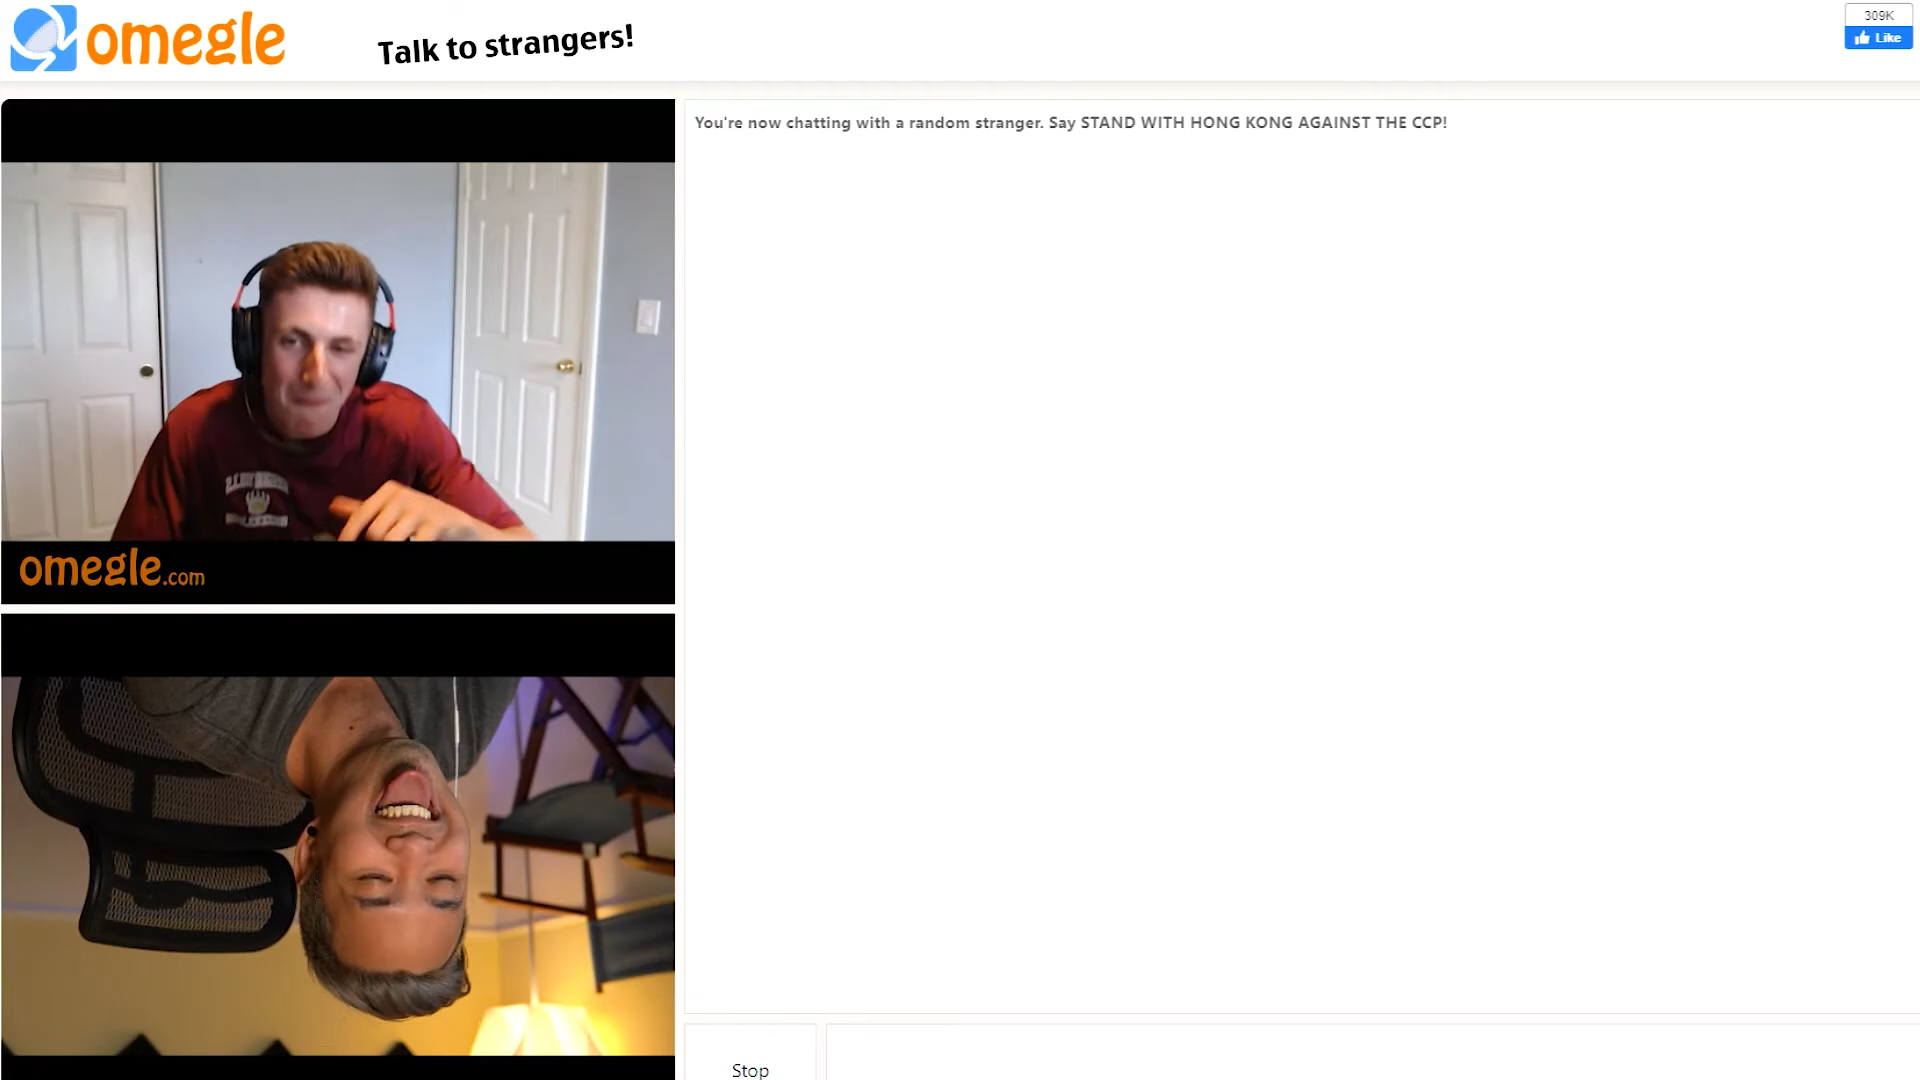 omegle
Talk to strangers!
309K
Like
You're now chatting with a random stranger. Say STAND WITH HONG KONG AGAINST THE CCP!
omegle.com
Stop